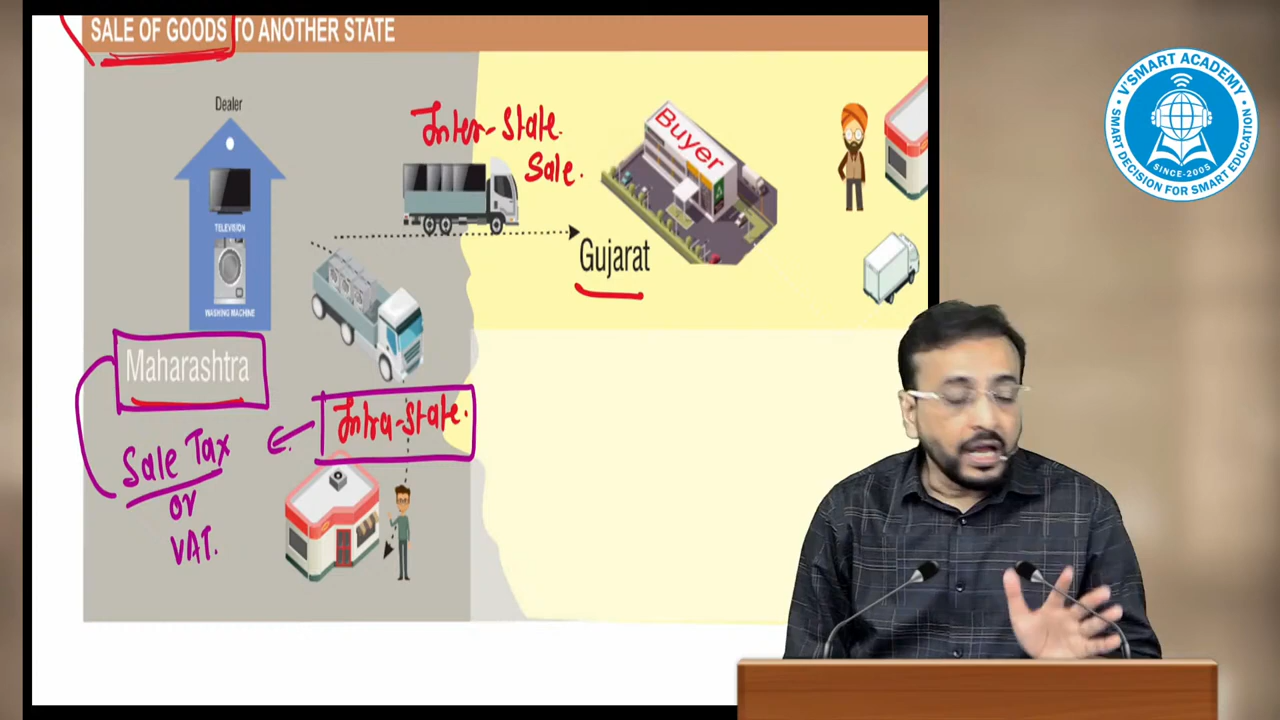 SALE OF GOODS TO ANOTHER STATE
Dealer
TELEVISION
WASHING MACHINE
Inter-State
Sale.
Buyer
Gujarat
Maharashtra
Intra-State.
Sale Tax
or
VAT.
V'SMART ACADEMY
SINCE-2005
SMART DECISION FOR SMART EDUCATION